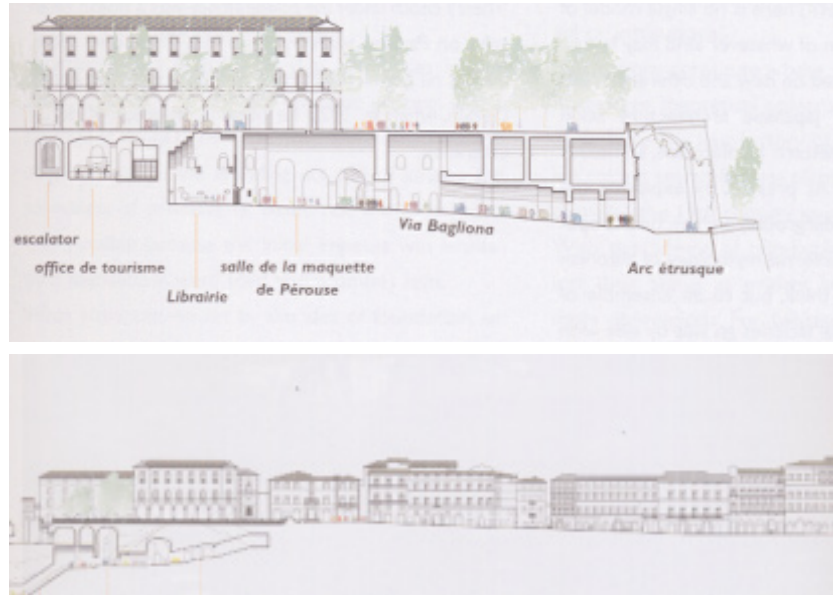 escalator
office de tourisme
Librairie
salle de la maquette
de Pérouse
Via Bagliona
Arc étrusque